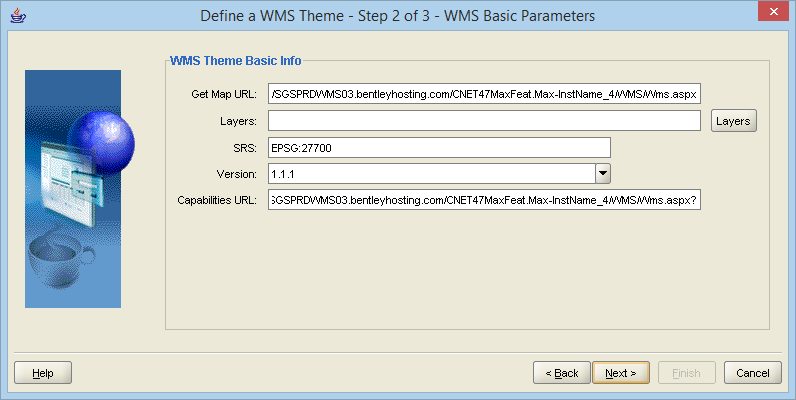 Define a WMS Theme - Step 2 of 3 - WMS Basic Parameters
WMS Theme Basic Info
Get Map URL: /SGSPRDWMS03.bentleyhosting.com/CNET47MaxFeat.Max-InstName_4/WMS/Wms.aspx
Layers: Layers
SRS: EPSG:27700
Version: 1.1.1
Capabilities URL: SGSPRDWMS03.bentleyhosting.com/CNET47MaxFeat.Max-InstName_4/WMS/Wms.aspx?
Help < Back Next > Finish Cancel